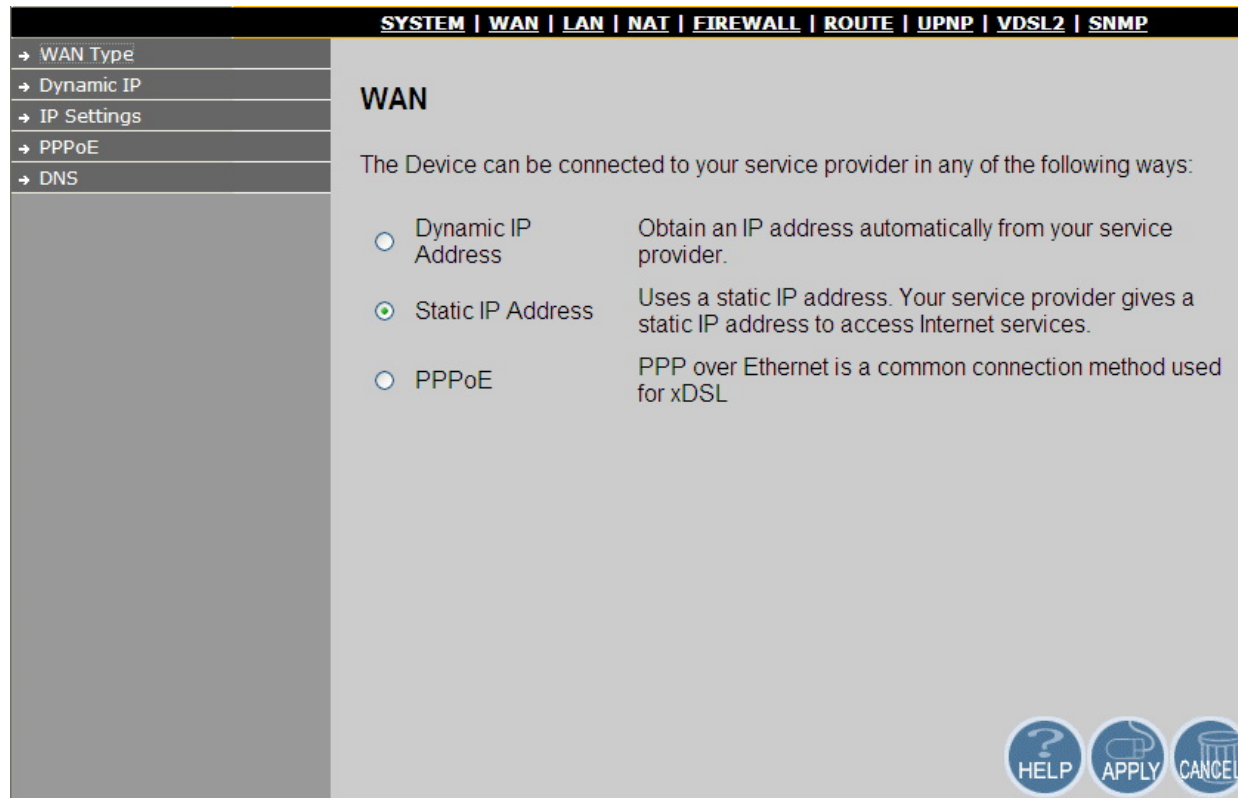 SYSTEM | WAN | LAN | NAT | FIREWALL | ROUTE | UPNP | VDSL2 | SNMP
WAN Type
Dynamic IP
IP Settings
PPPoE
DNS
WAN
The Device can be connected to your service provider in any of the following ways:
Dynamic IP
Address
Obtain an IP address automatically from your service
provider.
Static IP Address
Uses a static IP address. Your service provider gives a
static IP address to access Internet services.
PPPoE
PPP over Ethernet is a common connection method used
for xDSL
HELP
APPLY
CANCEL